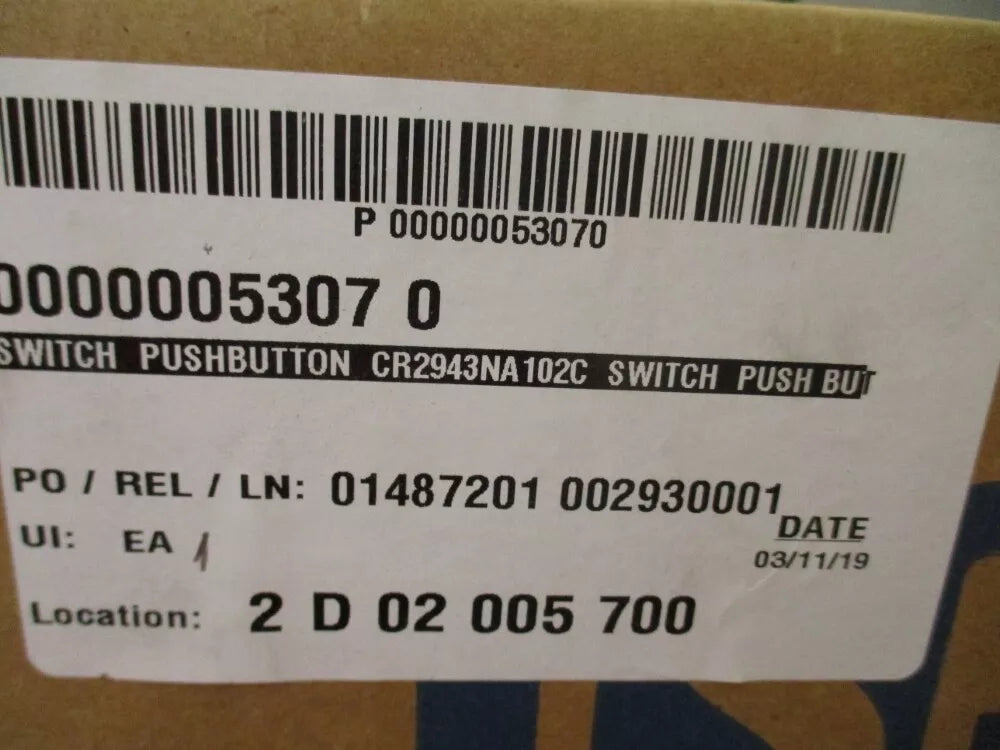 P 00000053070
0000005307 0
SWITCH PUSHBUTTON CR2943NA102C SWITCH PUSH BUT
PO / REL / LN: 01487201 002930001
DATE
UI: EA 1
03/11/19
Location: 2 D 02 005 700